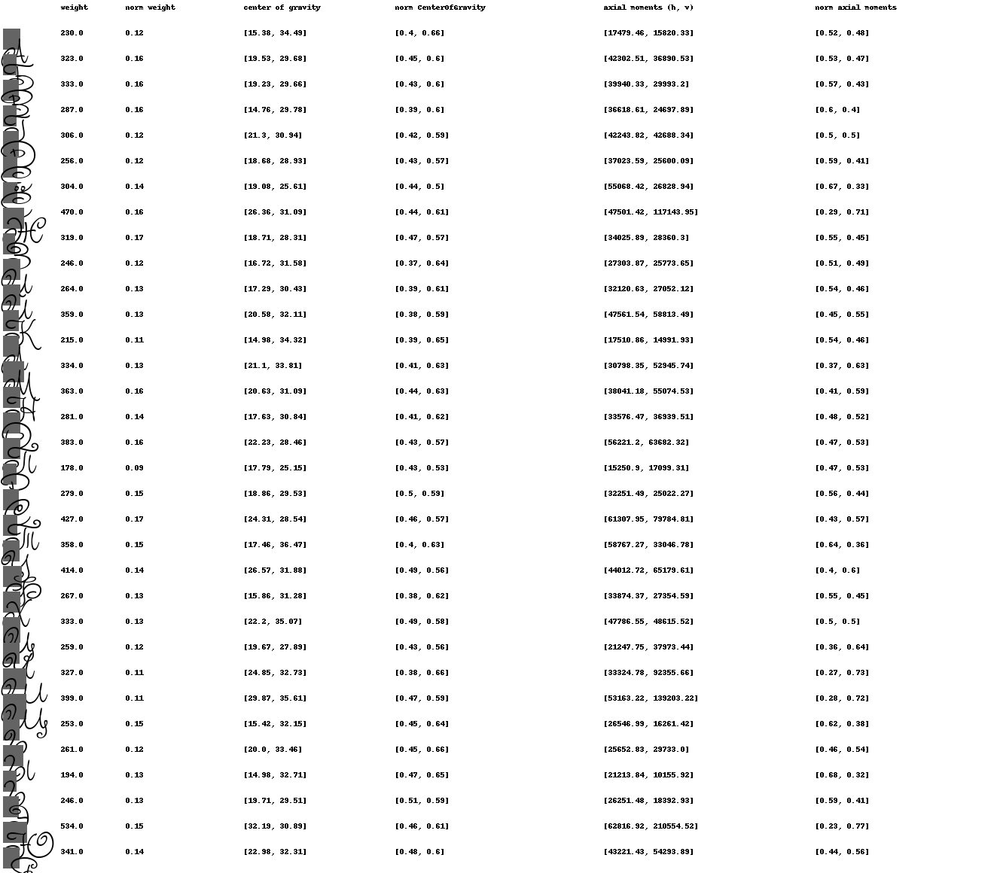 weight norm weight center of gravity norm CenterOfGravity axial moments (h, v) norm axial moments
230.0 0.12 [15.38, 34.49] [0.4, 0.66] [17479.46, 15820.33] [0.52, 0.48]
323.0 0.16 [19.53, 29.68] [0.45, 0.6] [42302.51, 36890.53] [0.53, 0.47]
333.0 0.16 [19.23, 29.66] [0.43, 0.6] [39940.33, 29993.2] [0.57, 0.43]
287.0 0.16 [14.76, 29.78] [0.39, 0.6] [36618.61, 24697.89] [0.6, 0.4]
306.0 0.12 [21.3, 30.94] [0.42, 0.59] [42243.82, 42688.34] [0.5, 0.5]
256.0 0.12 [18.68, 28.93] [0.43, 0.57] [37023.59, 25600.09] [0.59, 0.41]
304.0 0.14 [19.08, 25.61] [0.44, 0.5] [55068.42, 26828.94] [0.67, 0.33]
470.0 0.16 [26.36, 31.09] [0.44, 0.61] [47501.42, 117143.95] [0.29, 0.71]
319.0 0.17 [18.71, 28.31] [0.47, 0.57] [34025.89, 28360.3] [0.55, 0.45]
246.0 0.12 [16.72, 31.58] [0.37, 0.64] [27303.87, 25773.65] [0.51, 0.49]
264.0 0.13 [17.29, 30.43] [0.39, 0.61] [32120.63, 27052.12] [0.54, 0.46]
359.0 0.13 [20.58, 32.11] [0.38, 0.59] [47561.54, 58813.49] [0.45, 0.55]
215.0 0.11 [14.98, 34.32] [0.39, 0.65] [17510.86, 14991.93] [0.54, 0.46]
334.0 0.13 [21.1, 33.81] [0.41, 0.63] [30798.35, 52945.74] [0.37, 0.63]
363.0 0.16 [20.63, 31.09] [0.44, 0.63] [38041.18, 55074.53] [0.41, 0.59]
281.0 0.14 [17.63, 30.84] [0.41, 0.62] [33576.47, 36939.51] [0.48, 0.52]
383.0 0.16 [22.23, 28.46] [0.43, 0.57] [56221.2, 63682.32] [0.47, 0.53]
178.0 0.09 [17.79, 25.15] [0.43, 0.53] [15250.9, 17099.31] [0.47, 0.53]
279.0 0.15 [18.86, 29.53] [0.5, 0.59] [32251.49, 25022.27] [0.56, 0.44]
427.0 0.17 [24.31, 28.54] [0.46, 0.57] [61307.95, 79784.81] [0.43, 0.57]
358.0 0.15 [17.46, 36.47] [0.4, 0.63] [58767.27, 33046.78] [0.64, 0.36]
414.0 0.14 [26.57, 31.88] [0.49, 0.56] [44012.72, 65179.61] [0.4, 0.6]
267.0 0.13 [15.86, 31.28] [0.38, 0.62] [33874.37, 27354.59] [0.55, 0.45]
333.0 0.13 [22.2, 35.07] [0.49, 0.58] [47786.55, 48615.52] [0.5, 0.5]
259.0 0.12 [19.67, 27.89] [0.43, 0.56] [21247.75, 37973.44] [0.36, 0.64]
327.0 0.11 [24.85, 32.73] [0.38, 0.66] [33324.78, 92355.66] [0.27, 0.73]
399.0 0.11 [29.87, 35.61] [0.47, 0.59] [53163.22, 139203.22] [0.28, 0.72]
253.0 0.15 [15.42, 32.15] [0.45, 0.64] [26546.99, 16261.42] [0.62, 0.38]
261.0 0.12 [20.0, 33.46] [0.45, 0.66] [25652.83, 29733.0] [0.46, 0.54]
194.0 0.13 [14.98, 32.71] [0.47, 0.65] [21213.84, 10155.92] [0.68, 0.32]
246.0 0.13 [19.71, 29.51] [0.51, 0.59] [26251.48, 18392.93] [0.59, 0.41]
534.0 0.15 [32.19, 30.89] [0.46, 0.61] [62816.92, 210554.52] [0.23, 0.77]
341.0 0.14 [22.98, 32.31] [0.48, 0.6] [43221.43, 54293.89] [0.44, 0.56]